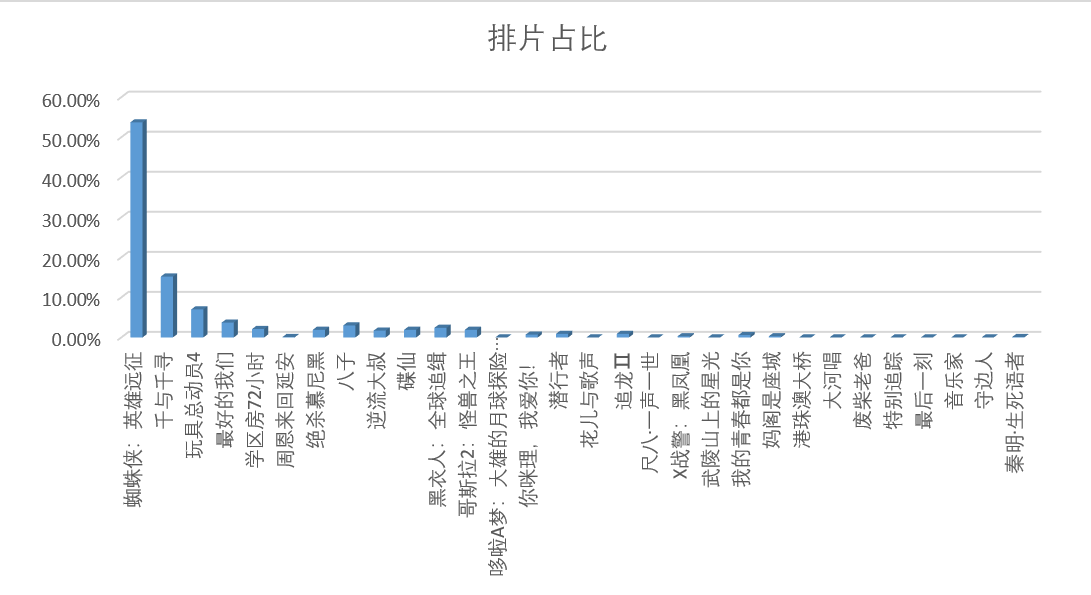 排片占比
60.00%
50.00%
40.00%
30.00%
20.00%
10.00%
0.00%
蜘蛛侠：英雄远征
千与千寻
玩具总动员4
最好的我们
学区房72小时
周恩来回延安
绝杀慕尼黑
八子
逆流大叔
碟仙
黑衣人：全球追缉
哥斯拉2：怪兽之王
哆啦A梦：大雄的月球探险…
你咪理，我爱你！
潜行者
花儿与歌声
追龙Ⅱ
尺八·一声一世
X战警：黑凤凰
武陵山上的星光
我的青春都是你
妈阁是座城
港珠澳大桥
大河唱
废柴老爸
特别追踪
最后一刻
音乐家
守边人
秦明·生死语者